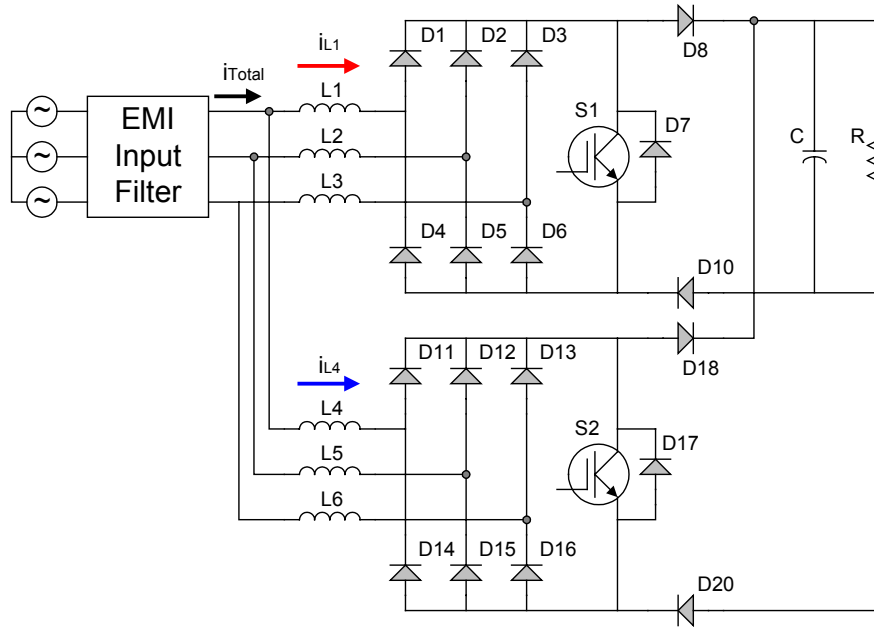 D1
D2
D3
D8
iL1
iTotal
L1
EMI
Input
Filter
~
~
~
L2
L3
S1
D7
C
R
D4
D5
D6
D10
D11
D12
D13
D18
iL4
L4
L5
L6
S2
D17
D14
D15
D16
D20